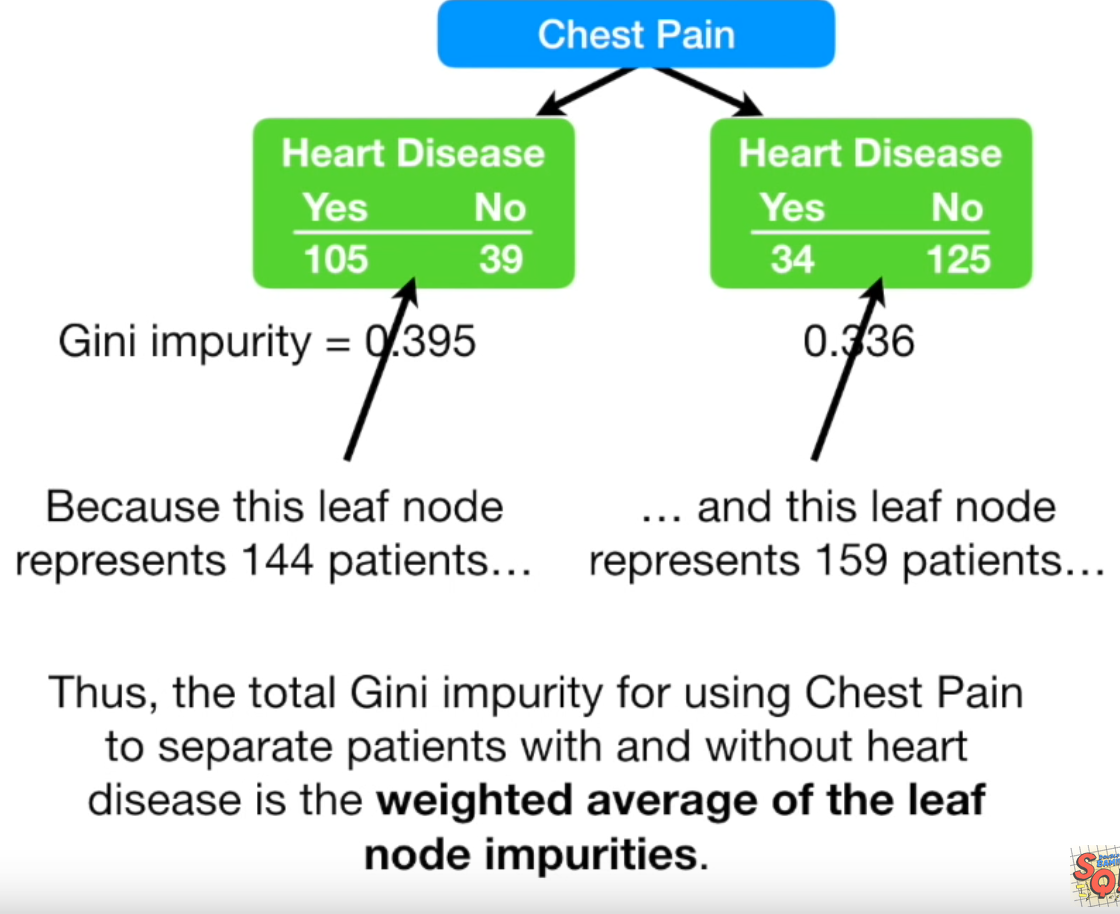 Chest Pain
Heart Disease
Yes No
105 39
Heart Disease
Yes No
34 125
Gini impurity = 0.395
0.336
Because this leaf node
represents 144 patients…
… and this leaf node
represents 159 patients…
Thus, the total Gini impurity for using Chest Pain
to separate patients with and without heart
disease is the weighted average of the leaf
node impurities.